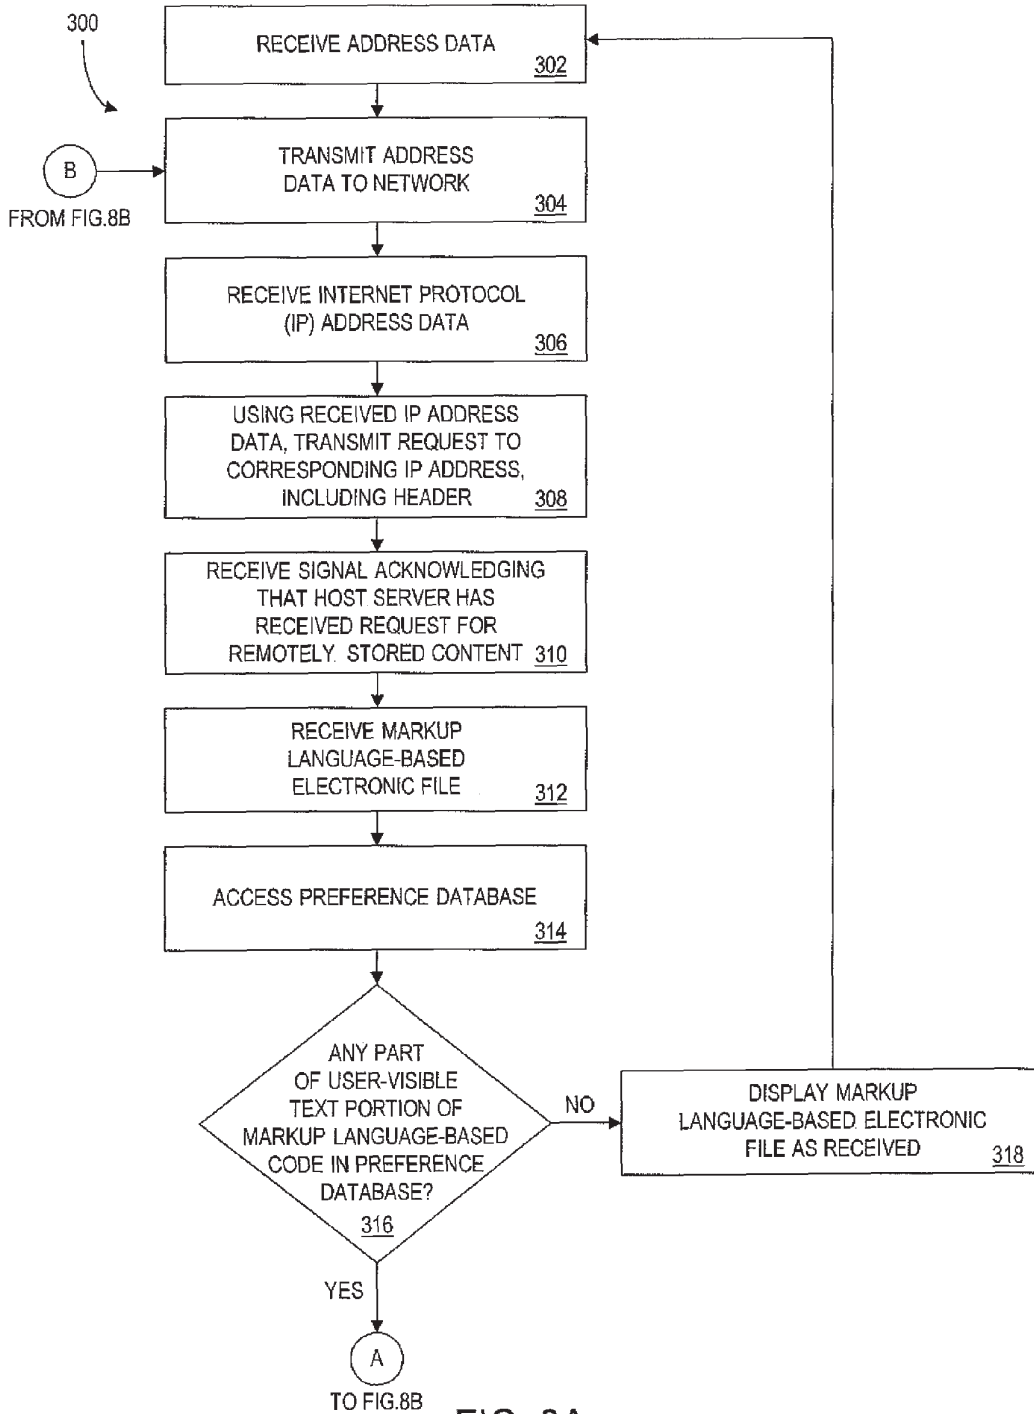 300
RECEIVE ADDRESS DATA
302
B
FROM FIG.8B
TRANSMIT ADDRESS
DATA TO NETWORK
304
RECEIVE INTERNET PROTOCOL
(IP) ADDRESS DATA
306
USING RECEIVED IP ADDRESS
DATA, TRANSMIT REQUEST TO
CORRESPONDING IP ADDRESS,
INCLUDING HEADER
308
RECEIVE SIGNAL ACKNOWLEDGING
THAT HOST SERVER HAS
RECEIVED REQUEST FOR
REMOTELY. STORED CONTENT 310
RECEIVE MARKUP
LANGUAGE-BASED
ELECTRONIC FILE
312
ACCESS PREFERENCE DATABASE
314
ANY PART
OF USER-VISIBLE
TEXT PORTION OF
MARKUP LANGUAGE-BASED
CODE IN PREFERENCE
DATABASE?
316
NO
DISPLAY MARKUP
LANGUAGE-BASED ELECTRONIC
FILE AS RECEIVED
318
YES
A
TO FIG.8B